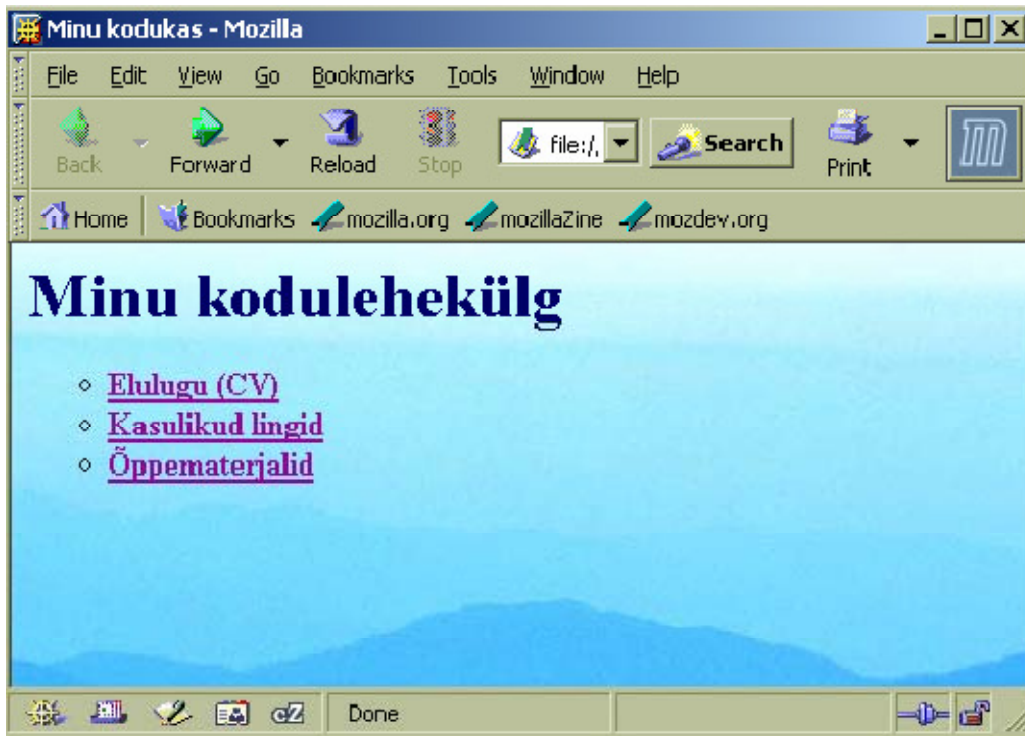 Minu kodukas - Mozilla
File Edit View Go Bookmarks Tools Window Help
Back Forward Reload Stop file:/. Search Print
Home Bookmarks mozilla.org mozillaZine mozdev.org
Minu kodulehekülg
Elulugu (CV)
Kasulikud lingid
Õppematerjalid
cZ Done